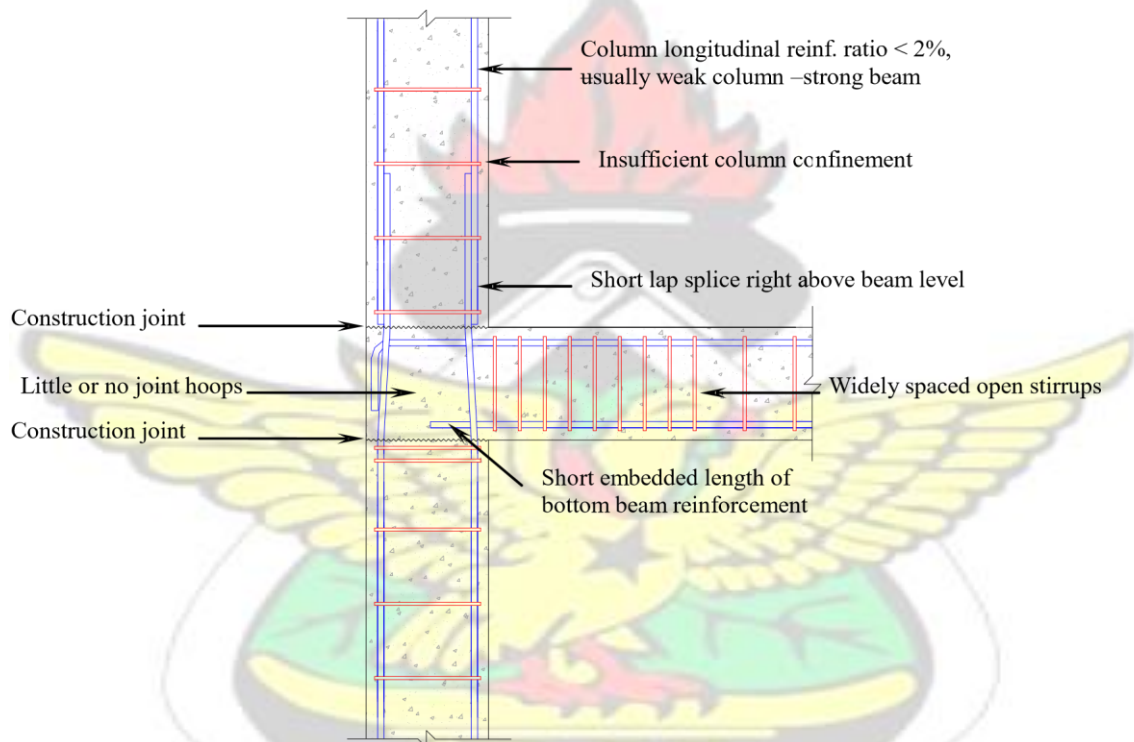 Column longitudinal reinf. ratio < 2%,
usually weak column –strong beam
Insufficient column confinement
Short lap splice right above beam level
Construction joint
Little or no joint hoops
Widely spaced open stirrups
Construction joint
Short embedded length of
bottom beam reinforcement